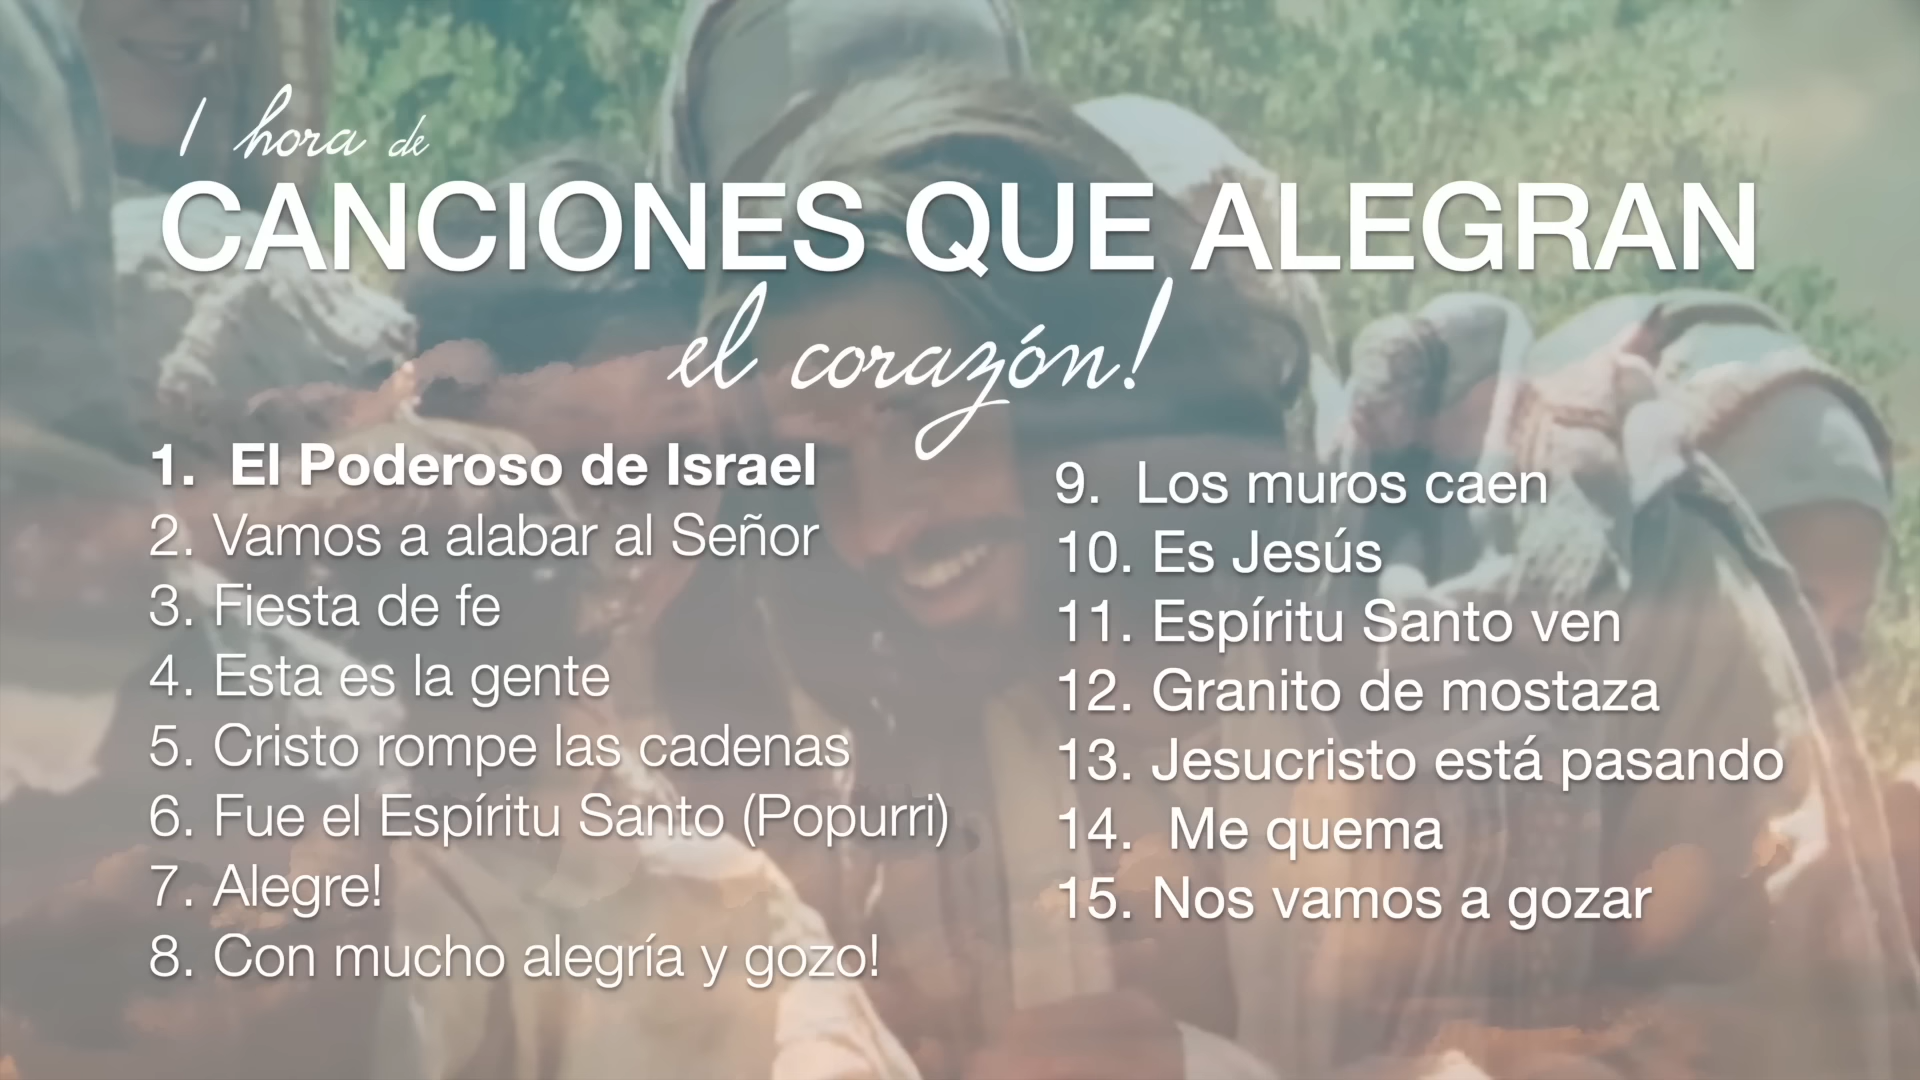 1 hora de
CANCIONES QUE ALEGRAN
el corazón!
1. El Poderoso de Israel
2. Vamos a alabar al Señor
3. Fiesta de fe
4. Esta es la gente
5. Cristo rompe las cadenas
6. Fue el Espíritu Santo (Popurri)
7. Alegre!
8. Con mucho alegría y gozo!
9. Los muros caen
10. Es Jesús
11. Espíritu Santo ven
12. Granito de mostaza
13. Jesucristo está pasando
14. Me quema
15. Nos vamos a gozar